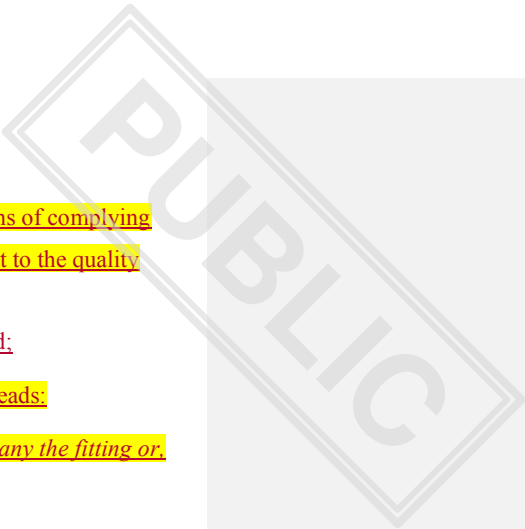 ns of complying
t to the quality
d;
eads:
any the fitting or,
PUBLIC